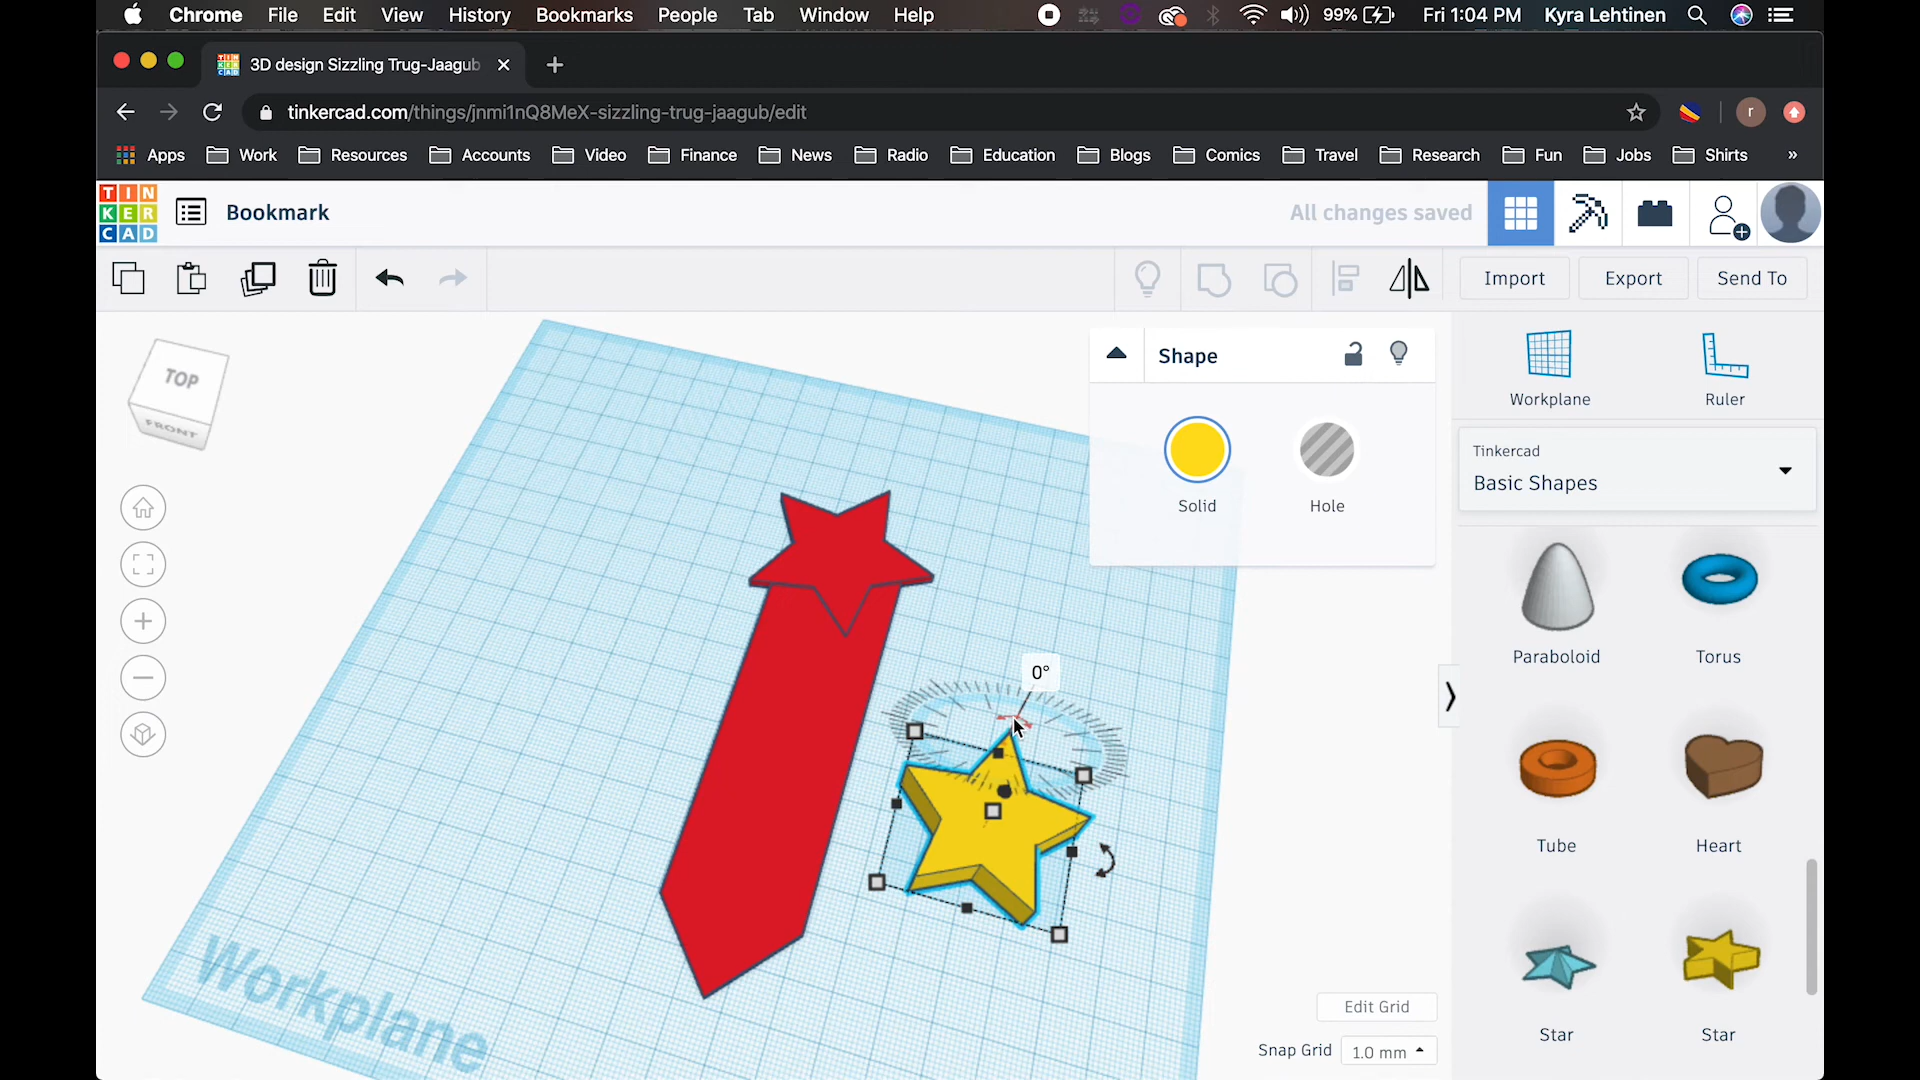 Chrome File Edit View History Bookmarks People Tab Window Help 99% Fri 1:04 PM Kyra Lehtinen
3D design Sizzling Trug-Jaagub
tinkercad.com/things/jnmi1nQ8MeX-sizzling-trug-jaagub/edit r
Apps Work Resources Accounts Video Finance News Radio Education Blogs Comics Travel Research Fun Jobs Shirts »
TIN
KER
CAD
Bookmark All changes saved
Import Export Send To
TOP
FRONT
Shape
Solid Hole
Workplane Ruler
Tinkercad
Basic Shapes
Paraboloid Torus
0°
Tube Heart
Star Star
Workplane
Edit Grid
Snap Grid 1.0 mm